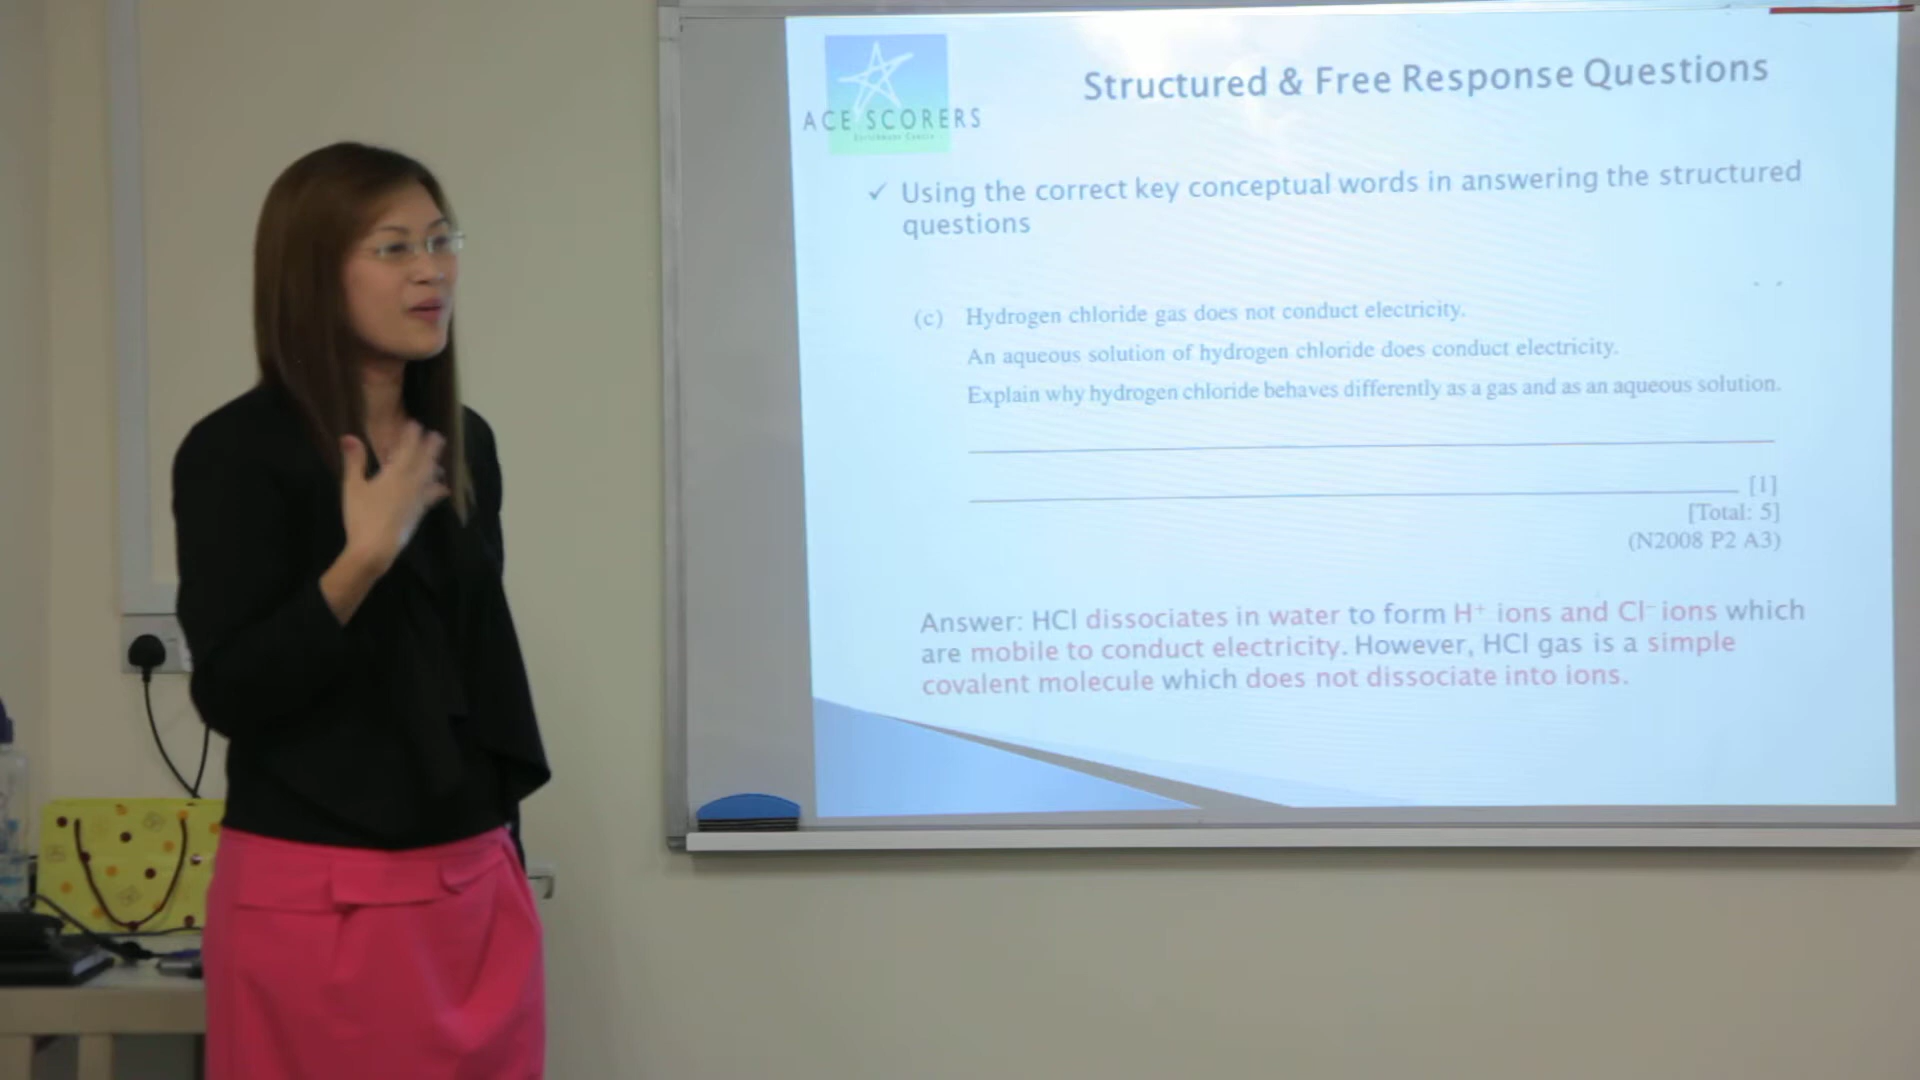 ACE SCORERS
Enrichment Centre
Structured & Free Response Questions
✓ Using the correct key conceptual words in answering the structured
questions
(c) Hydrogen chloride gas does not conduct electricity.
An aqueous solution of hydrogen chloride does conduct electricity.
Explain why hydrogen chloride behaves differently as a gas and as an aqueous solution.
[1]
[Total: 5]
(N2008 P2 A3)
Answer: HCl dissociates in water to form H⁺ ions and Cl⁻ ions which
are mobile to conduct electricity. However, HCl gas is a simple
covalent molecule which does not dissociate into ions.